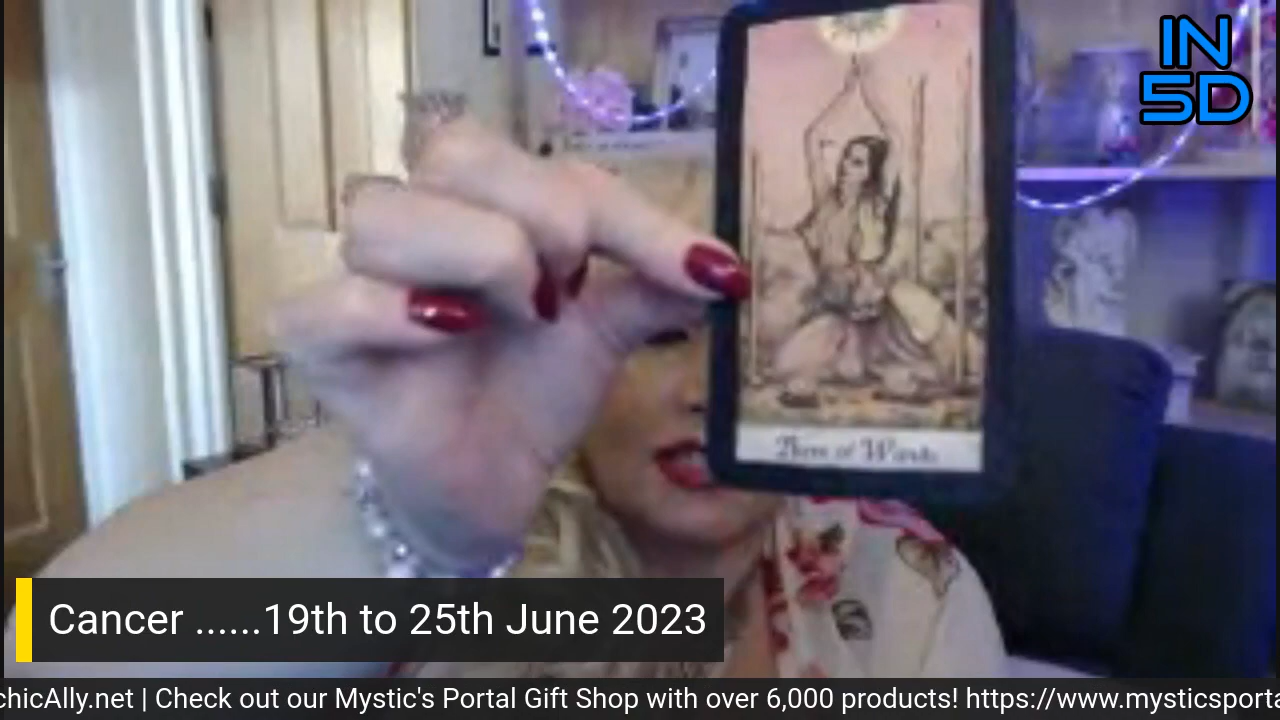 IN
5D
of Wands
Cancer ......19th to 25th June 2023
chicAlly.net | Check out our Mystic's Portal Gift Shop with over 6,000 products! https://www.mysticsporta